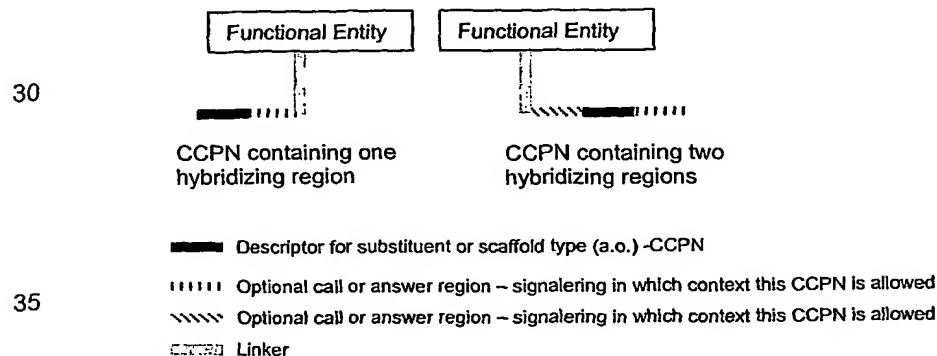 Functional Entity
Functional Entity
30
CCPN containing one
hybridizing region
CCPN containing two
hybridizing regions
Descriptor for substituent or scaffold type (a.o.) -CCPN
Optional call or answer region – signalering in which context this CCPN is allowed
35
Optional call or answer region – signalering in which context this CCPN is allowed
Linker